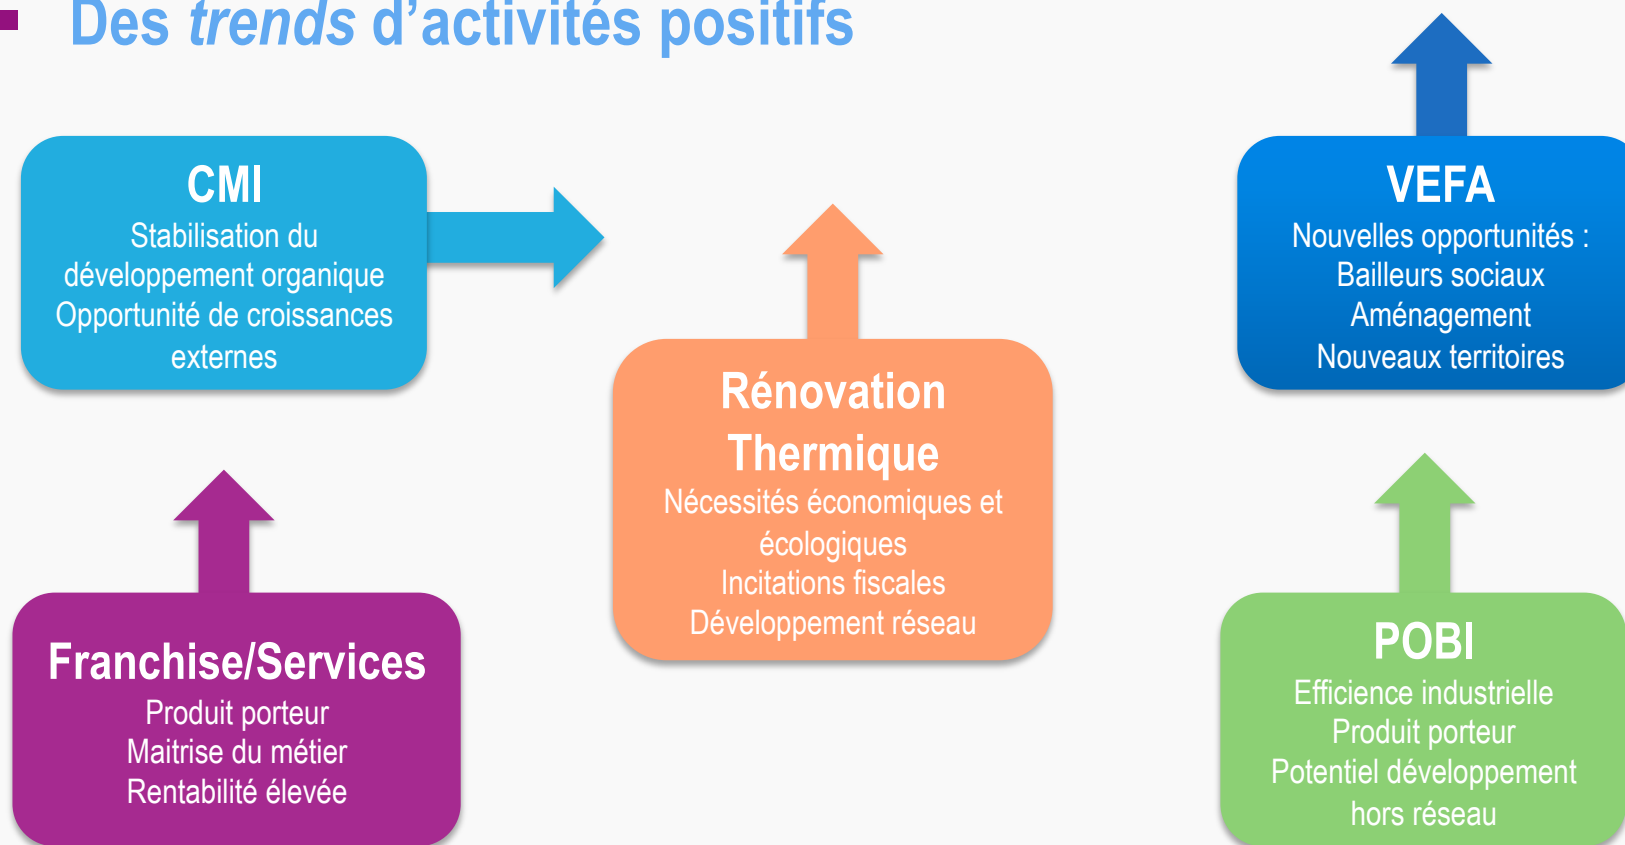 Des trends d’activités positifs
CMI
Stabilisation du
développement organique
Opportunité de croissances
externes
VEFA
Nouvelles opportunités :
Bailleurs sociaux
Aménagement
Nouveaux territoires
Rénovation
Thermique
Nécessités économiques et
écologiques
Incitations fiscales
Développement réseau
Franchise/Services
Produit porteur
Maitrise du métier
Rentabilité élevée
POBI
Efficience industrielle
Produit porteur
Potentiel développement
hors réseau